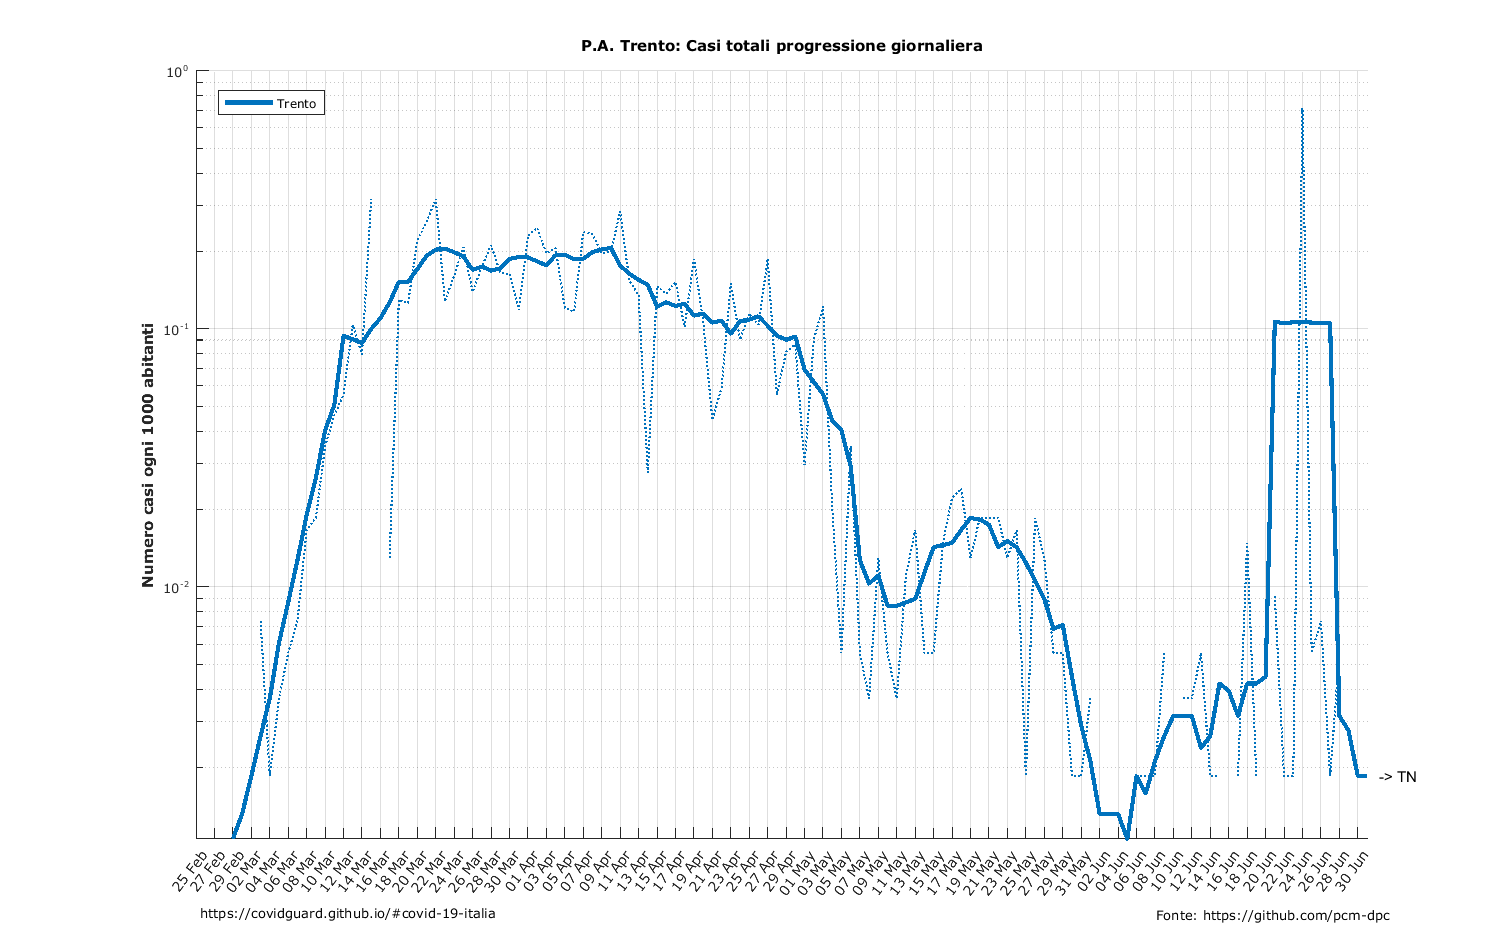 P.A. Trento: Casi totali progressione giornaliera
10⁰
Trento
10⁻¹
10⁻²
Numero casi ogni 1000 abitanti
-> TN
25 Feb
27 Feb
29 Feb
02 Mar
04 Mar
06 Mar
08 Mar
10 Mar
12 Mar
14 Mar
16 Mar
18 Mar
20 Mar
22 Mar
24 Mar
26 Mar
28 Mar
30 Mar
01 Apr
03 Apr
05 Apr
07 Apr
09 Apr
11 Apr
13 Apr
15 Apr
17 Apr
19 Apr
21 Apr
23 Apr
25 Apr
27 Apr
29 Apr
01 May
03 May
05 May
07 May
09 May
11 May
13 May
15 May
17 May
19 May
21 May
23 May
25 May
27 May
29 May
31 May
02 Jun
04 Jun
06 Jun
08 Jun
10 Jun
12 Jun
14 Jun
16 Jun
18 Jun
20 Jun
22 Jun
24 Jun
26 Jun
28 Jun
30 Jun
https://covidguard.github.io/#covid-19-italia
Fonte: https://github.com/pcm-dpc